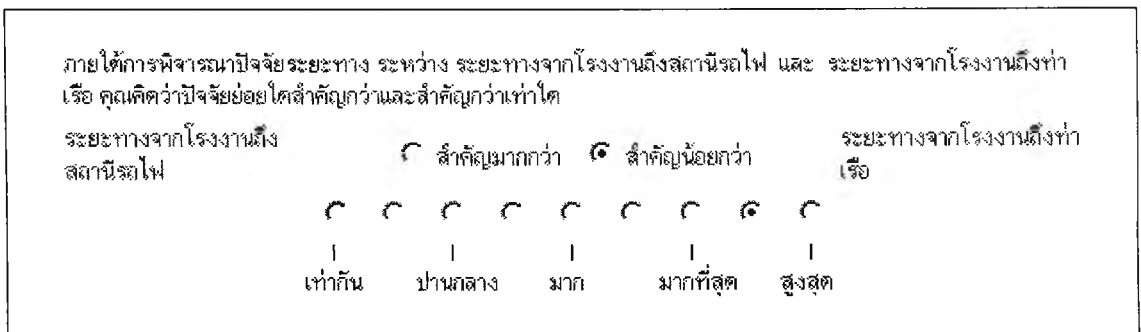 ภายใต้การพิจารณาปัจจัยระยะทาง ระหว่าง ระยะทางจากโรงงานถึงสถานีรถไฟ และ ระยะทางจากโรงงานถึงท่า
เรือ คุณคิดว่าปัจจัยย่อยใดสำคัญกว่าและสำคัญกว่าเท่าใด
ระยะทางจากโรงงานถึง
สถานีรถไฟ
สำคัญมากกว่า สำคัญน้อยกว่า
ระยะทางจากโรงงานถึงท่า
เรือ
เท่ากัน ปานกลาง มาก มากที่สุด สูงสุด